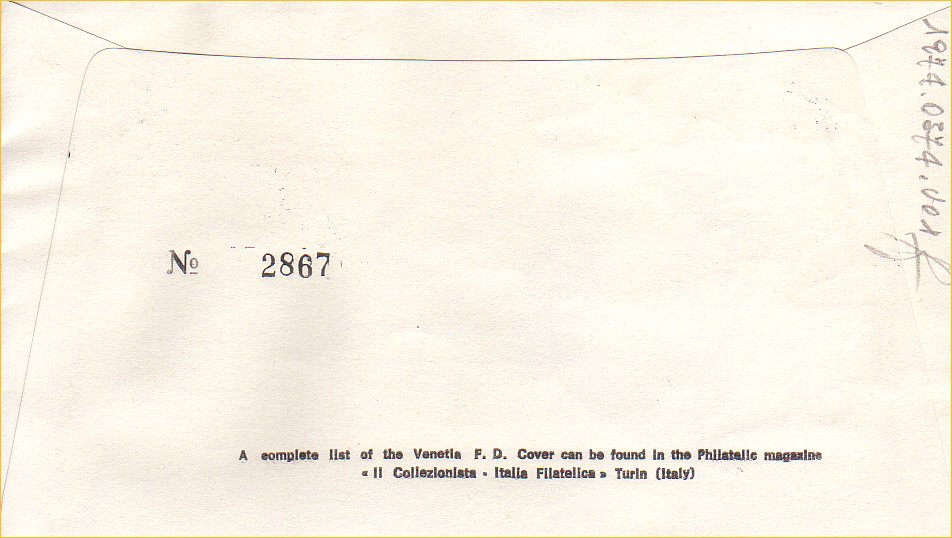 № 2867
A complete list of the Venetia F. D. Cover can be found in the Philatelic magazine
« Il Collezionista - Italia Filatelica » Turin (Italy)